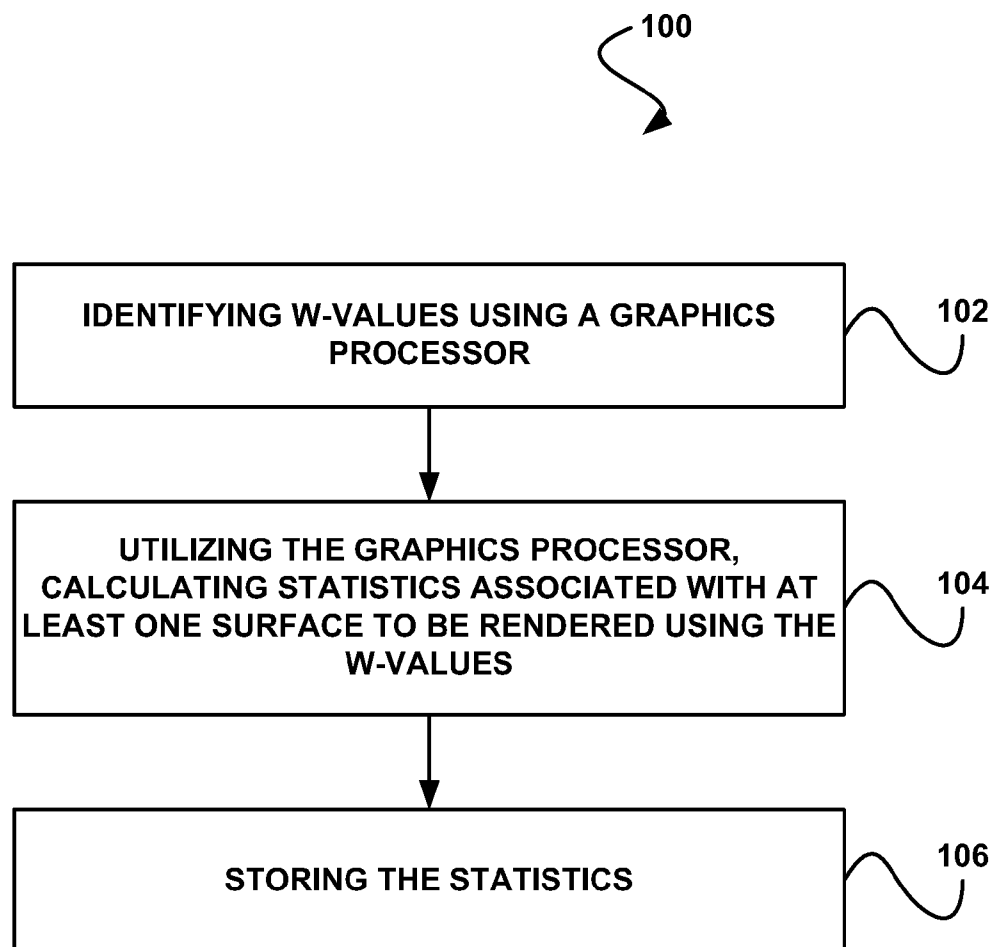 100
IDENTIFYING W-VALUES USING A GRAPHICS
PROCESSOR
102
UTILIZING THE GRAPHICS PROCESSOR,
CALCULATING STATISTICS ASSOCIATED WITH AT
LEAST ONE SURFACE TO BE RENDERED USING THE
W-VALUES
104
STORING THE STATISTICS
106